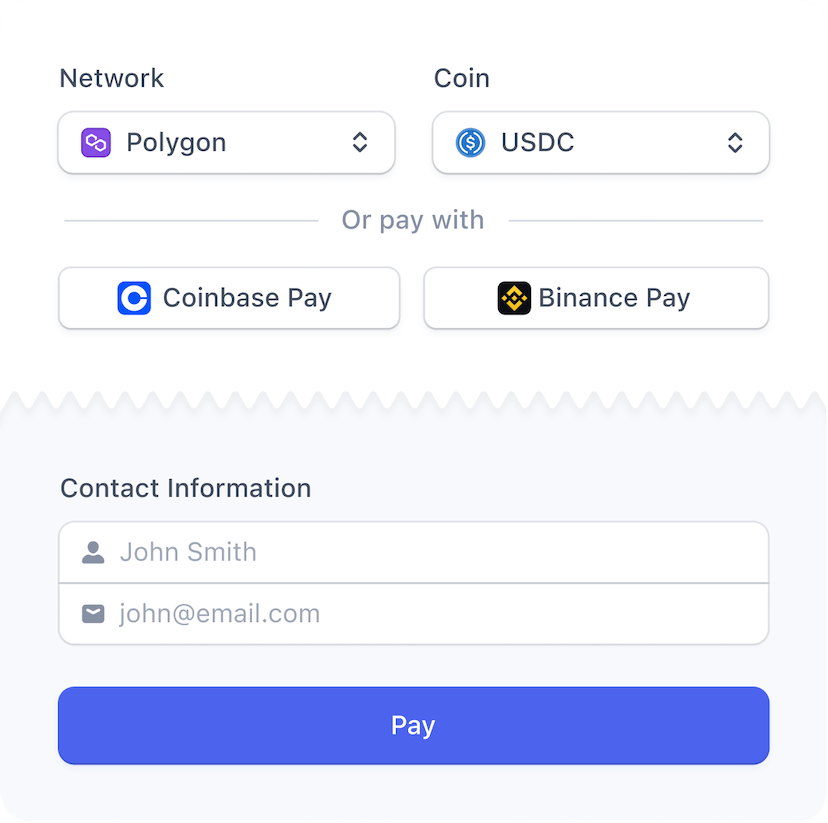 Network
Coin
Polygon
USDC
Or pay with
Coinbase Pay
Binance Pay
Contact Information
John Smith
john@email.com
Pay